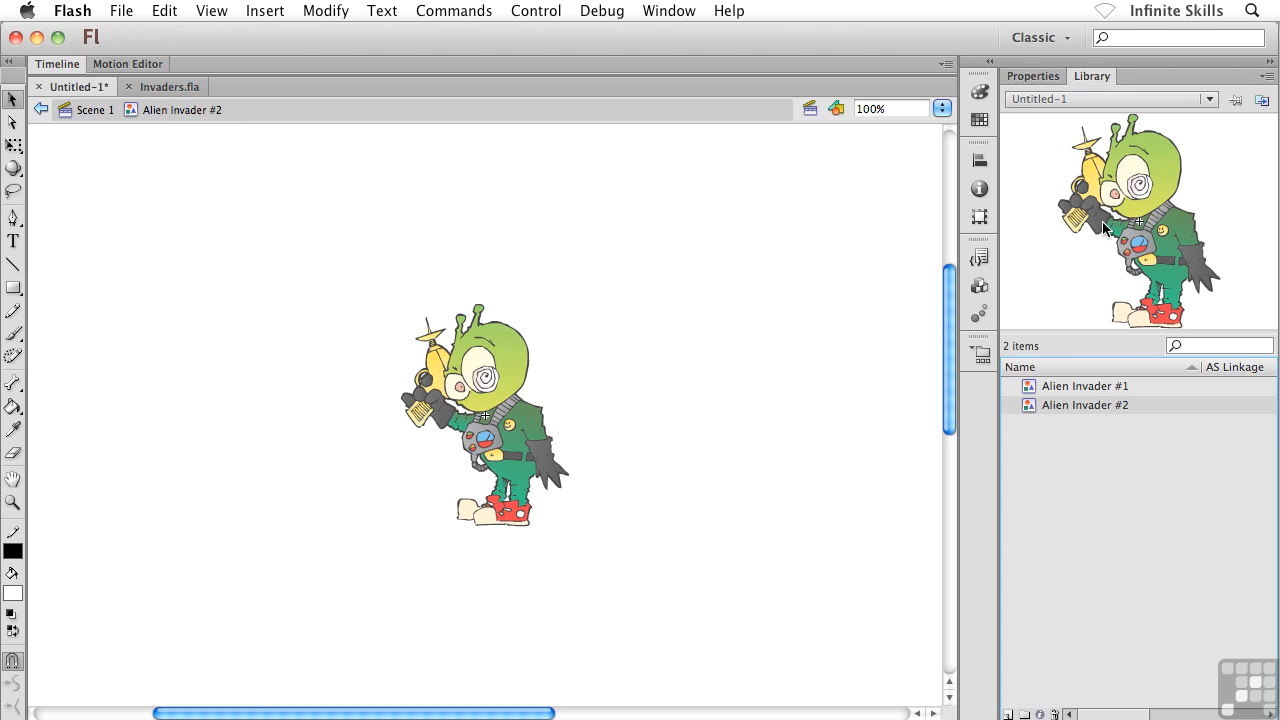 Flash File Edit View Insert Modify Text Commands Control Debug Window Help Infinite Skills
Fl Classic
Timeline Motion Editor
Untitled-1* Invaders.fla Properties Library
Scene 1 Alien Invader #2 100% Untitled-1
T
2 items
Name AS Linkage
Alien Invader #1
Alien Invader #2